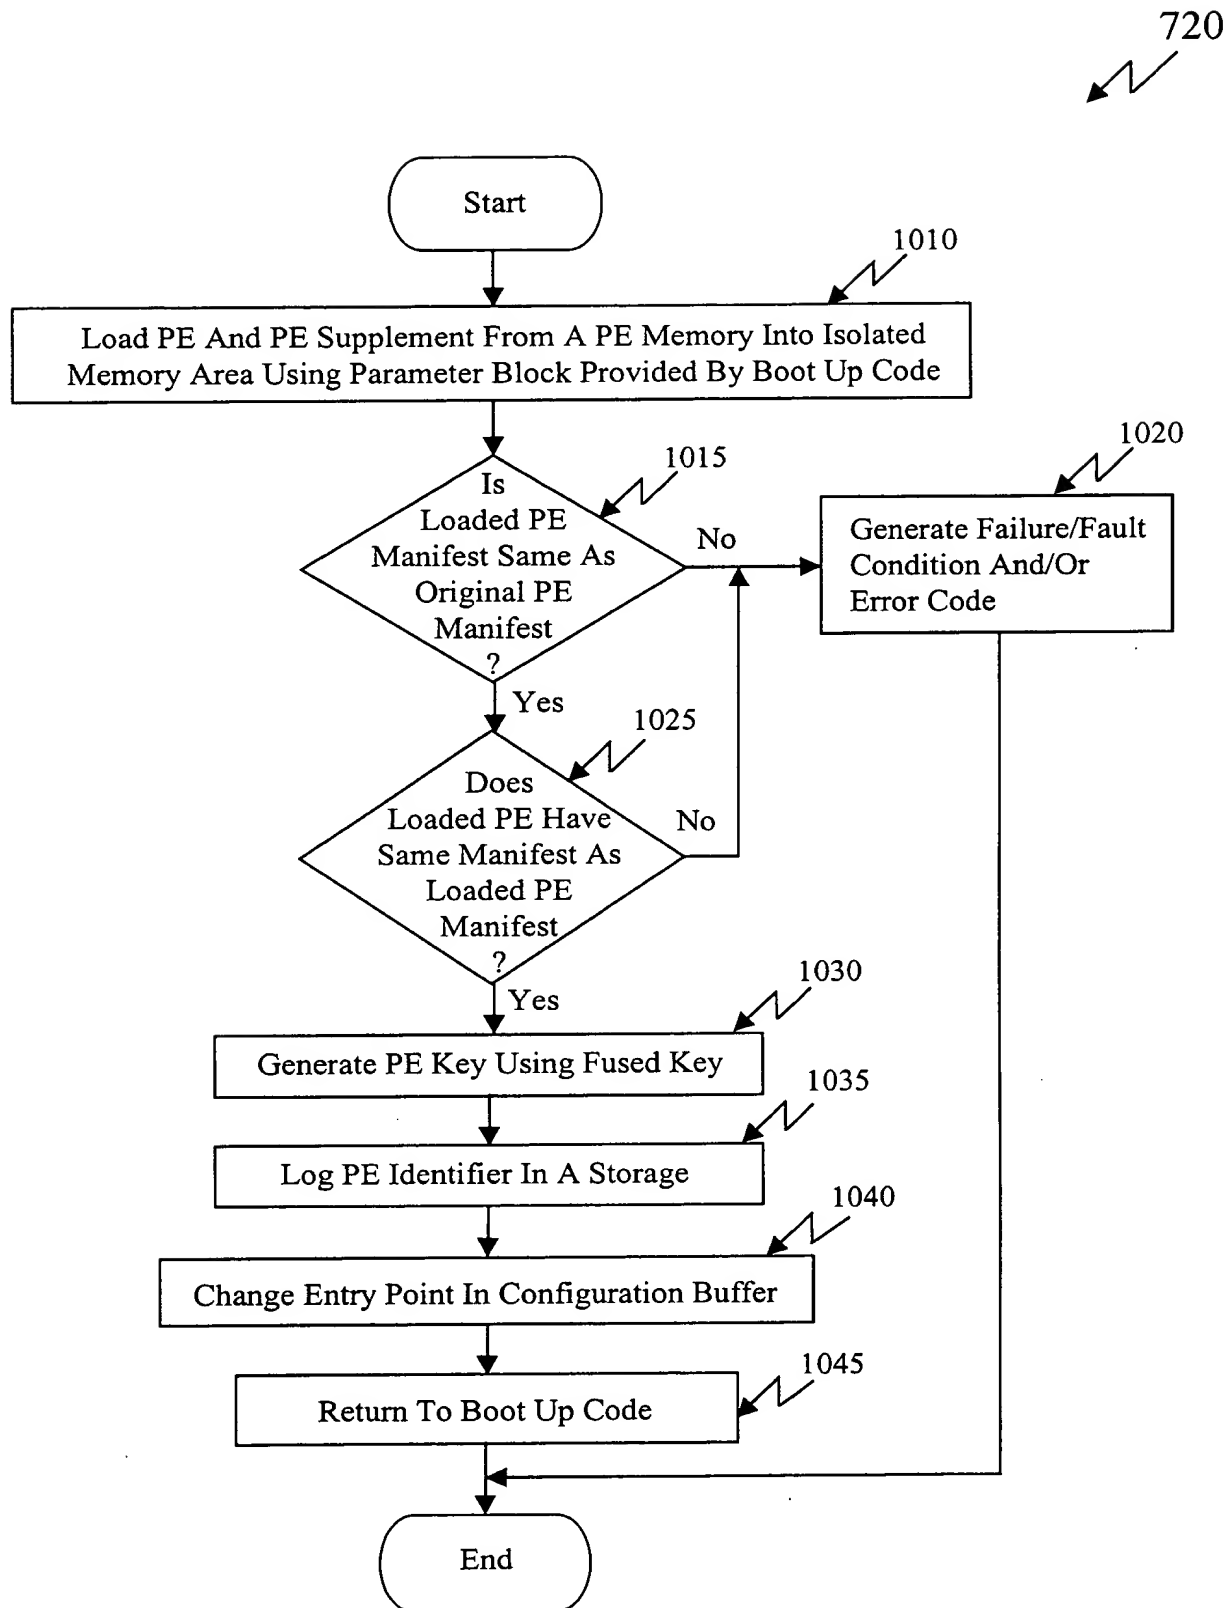 720
Start
1010
Load PE And PE Supplement From A PE Memory Into Isolated
Memory Area Using Parameter Block Provided By Boot Up Code
1015
Is
Loaded PE
Manifest Same As
Original PE
Manifest
?
No
1020
Generate Failure/Fault
Condition And/Or
Error Code
Yes
1025
Does
Loaded PE Have
Same Manifest As
Loaded PE
Manifest
?
No
Yes
1030
Generate PE Key Using Fused Key
1035
Log PE Identifier In A Storage
1040
Change Entry Point In Configuration Buffer
1045
Return To Boot Up Code
End